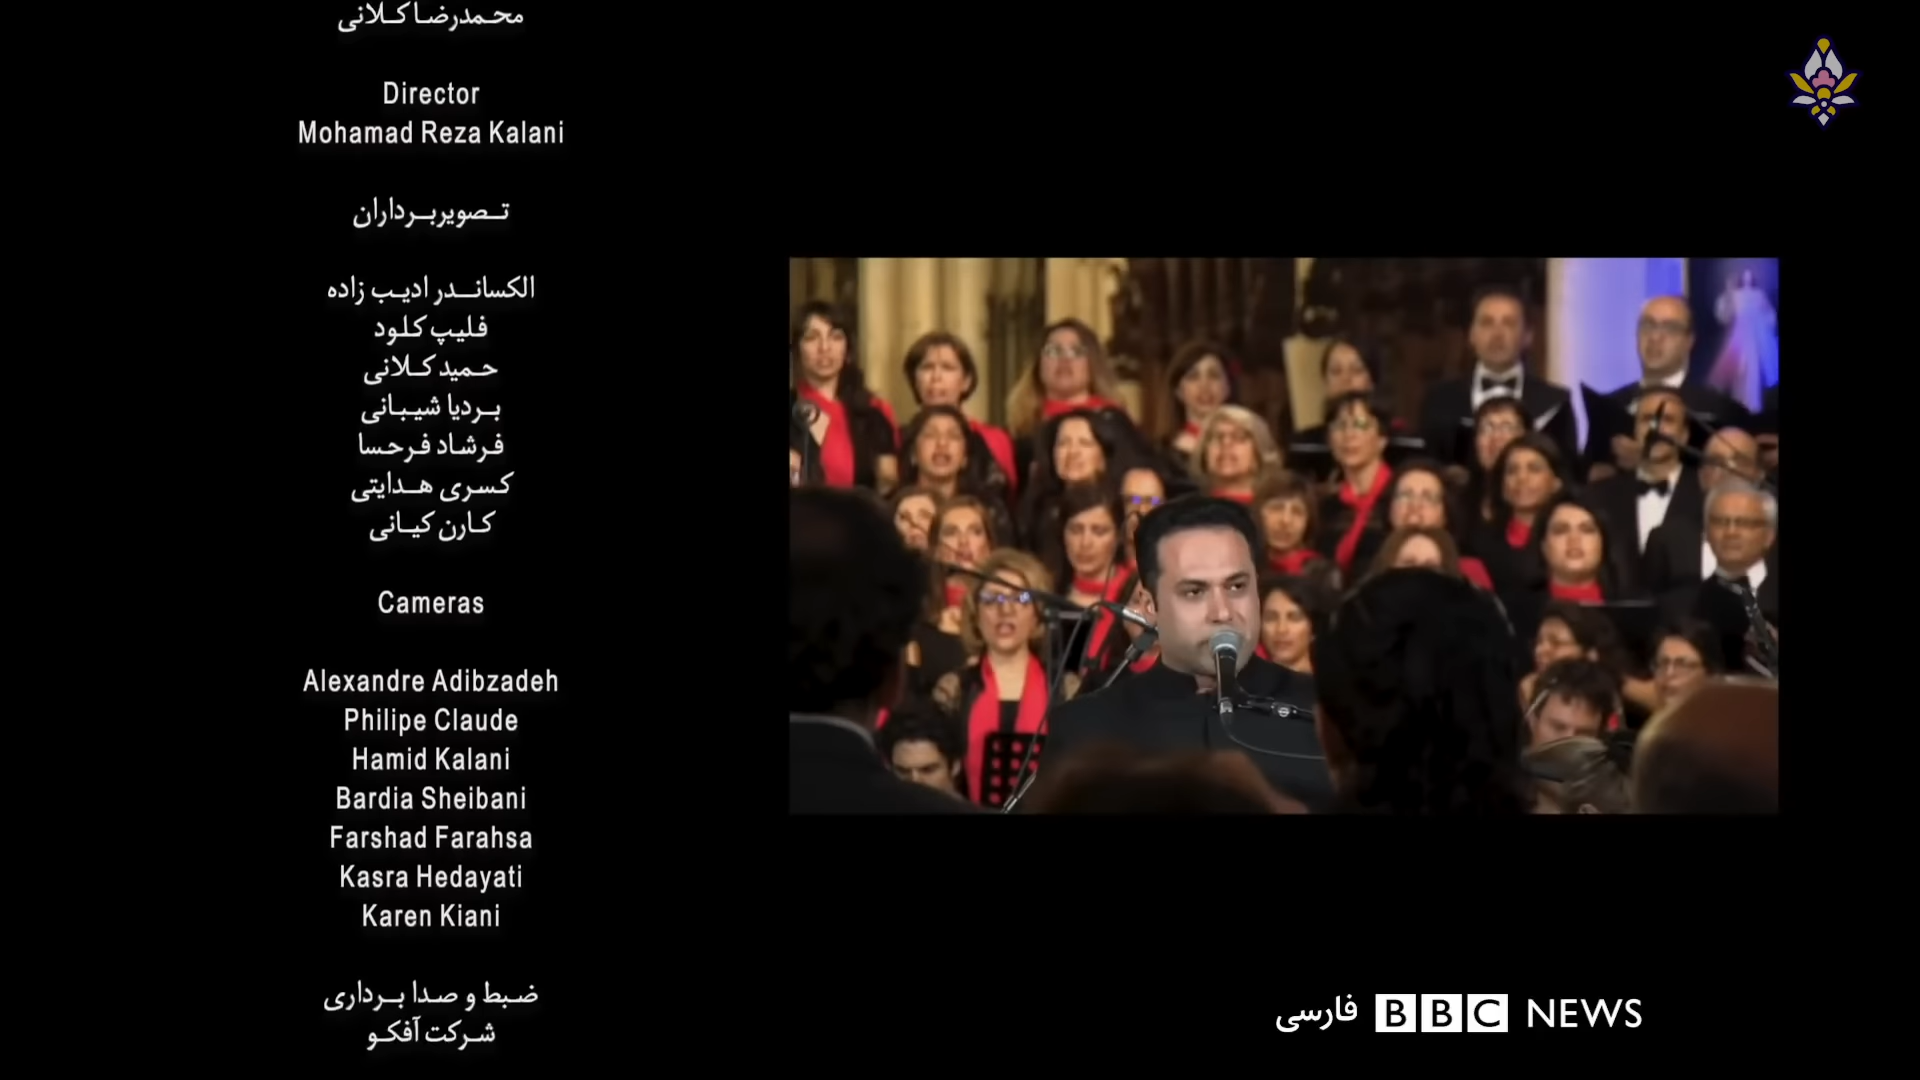 محمدرضا کلانی
Director
Mohamad Reza Kalani
تصویربرداران
الکساندر ادیب زاده
فلیپ کلود
حمید کلانی
بردیا شیبانی
فرشاد فرحسا
کسری هدایتی
کارن کیانی
Cameras
Alexandre Adibzadeh
Philipe Claude
Hamid Kalani
Bardia Sheibani
Farshad Farahsa
Kasra Hedayati
Karen Kiani
ضبط و صدا برداری
شرکت آفکو
BBC NEWS فارسی